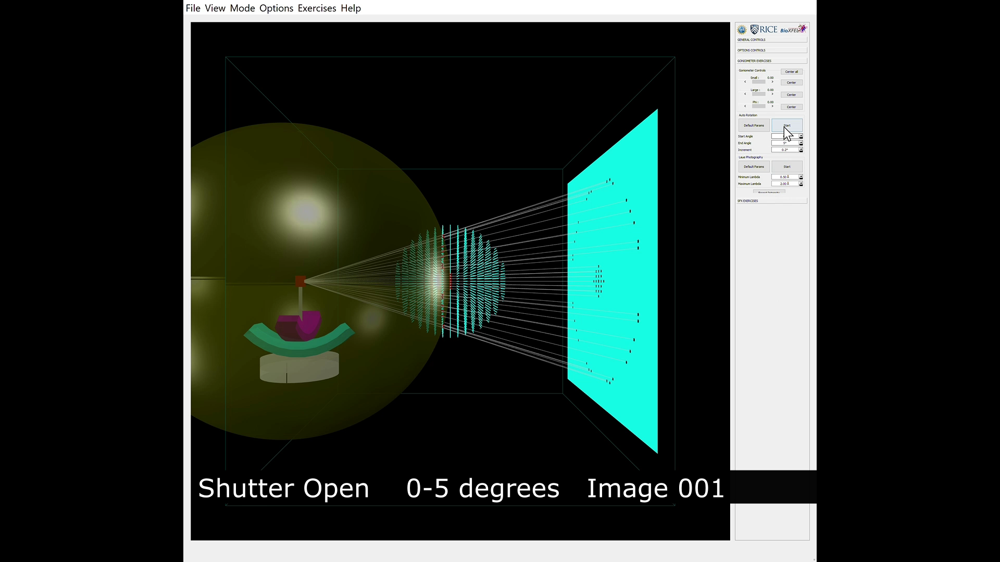 File View Mode Options Exercises Help
RICE BioXFEL
GENERAL CONTROLS
OPTIONS CONTROLS
GONIOMETER EXERCISES
Goniometer Controls Center all
Small : 0.00
< > Center
Large : 0.00
< > Center
Phi : 0.00
< > Center
Auto Rotation
Default Params Start
Start Angle
End Angle 5°
Increment 0.2°
Laue Photography
Default Params Start
Minimum Lambda 0.50 Å
Maximum Lambda 2.00 Å
SFX EXERCISES
Shutter Open 0-5 degrees Image 001